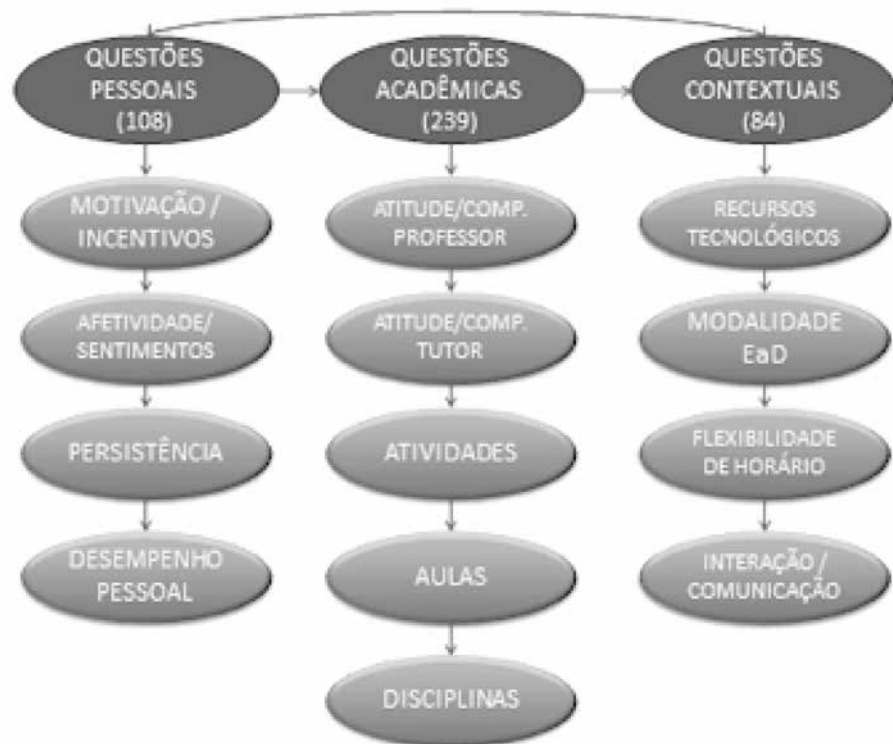 QUESTÕES
PESSOAIS
(108)
QUESTÕES
ACADÊMICAS
(239)
QUESTÕES
CONTEXTUAIS
(84)
MOTIVAÇÃO /
INCENTIVOS
ATITUDE/COMP.
PROFESSOR
RECURSOS
TECNOLÓGICOS
AFETIVIDADE/
SENTIMENTOS
ATITUDE/COMP.
TUTOR
MODALIDADE
EaD
PERSISTÊNCIA
ATIVIDADES
FLEXIBILIDADE
DE HORÁRIO
DESEMPENHO
PESSOAL
AULAS
INTERAÇÃO /
COMUNICAÇÃO
DISCIPLINAS